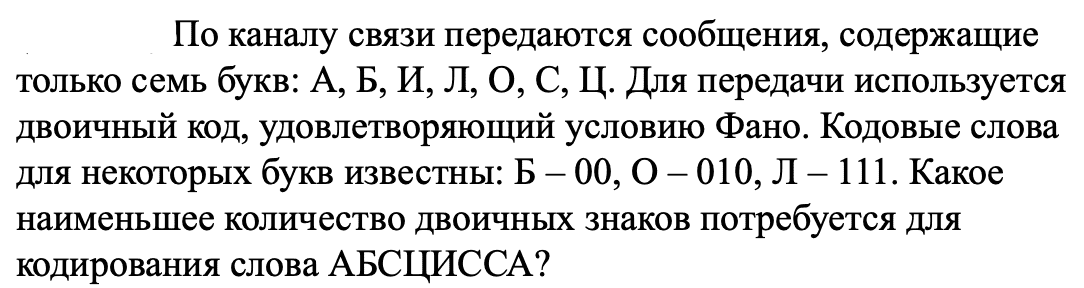 По каналу связи передаются сообщения, содержащие
только семь букв: А, Б, И, Л, О, С, Ц. Для передачи используется
двоичный код, удовлетворяющий условию Фано. Кодовые слова
для некоторых букв известны: Б – 00, О – 010, Л – 111. Какое
наименьшее количество двоичных знаков потребуется для
кодирования слова АБСЦИССА?